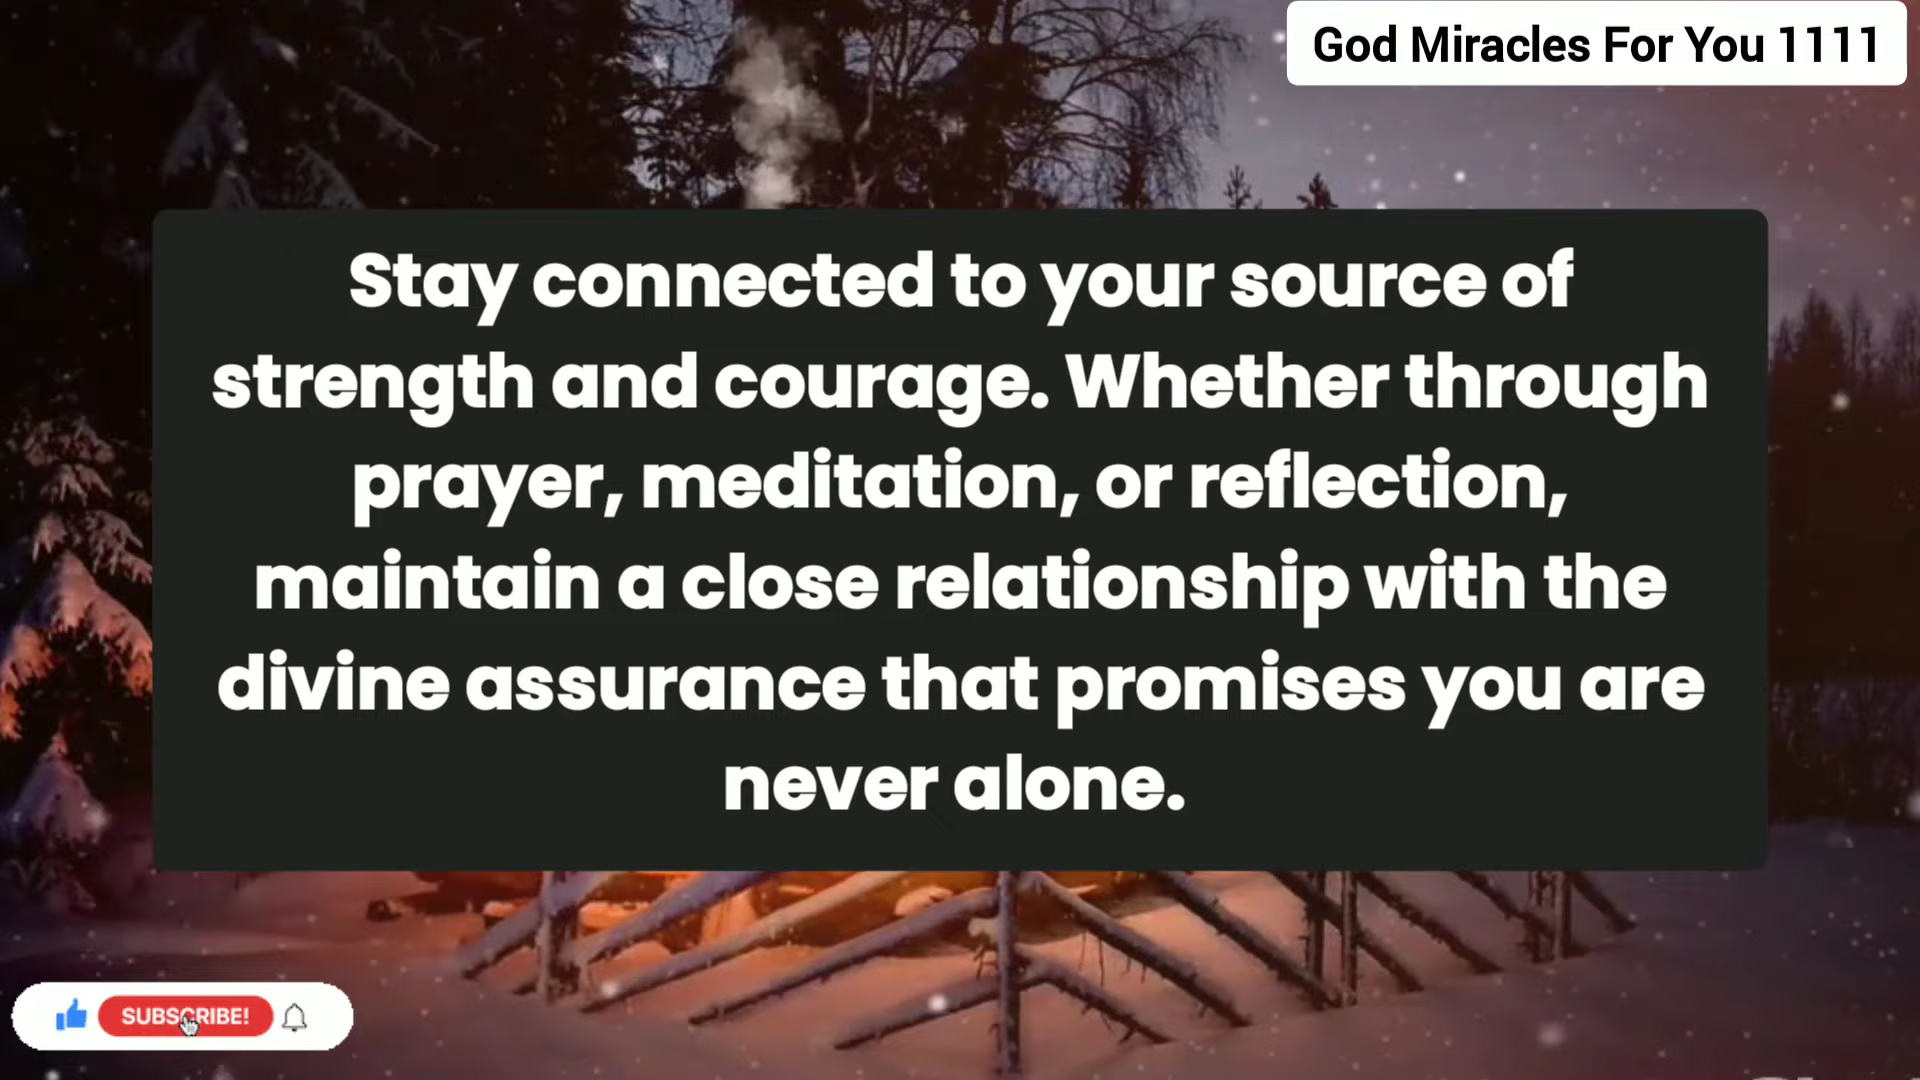 God Miracles For You 1111
Stay connected to your source of
strength and courage. Whether through
prayer, meditation, or reflection,
maintain a close relationship with the
divine assurance that promises you are
never alone.
SUBSCRIBE!